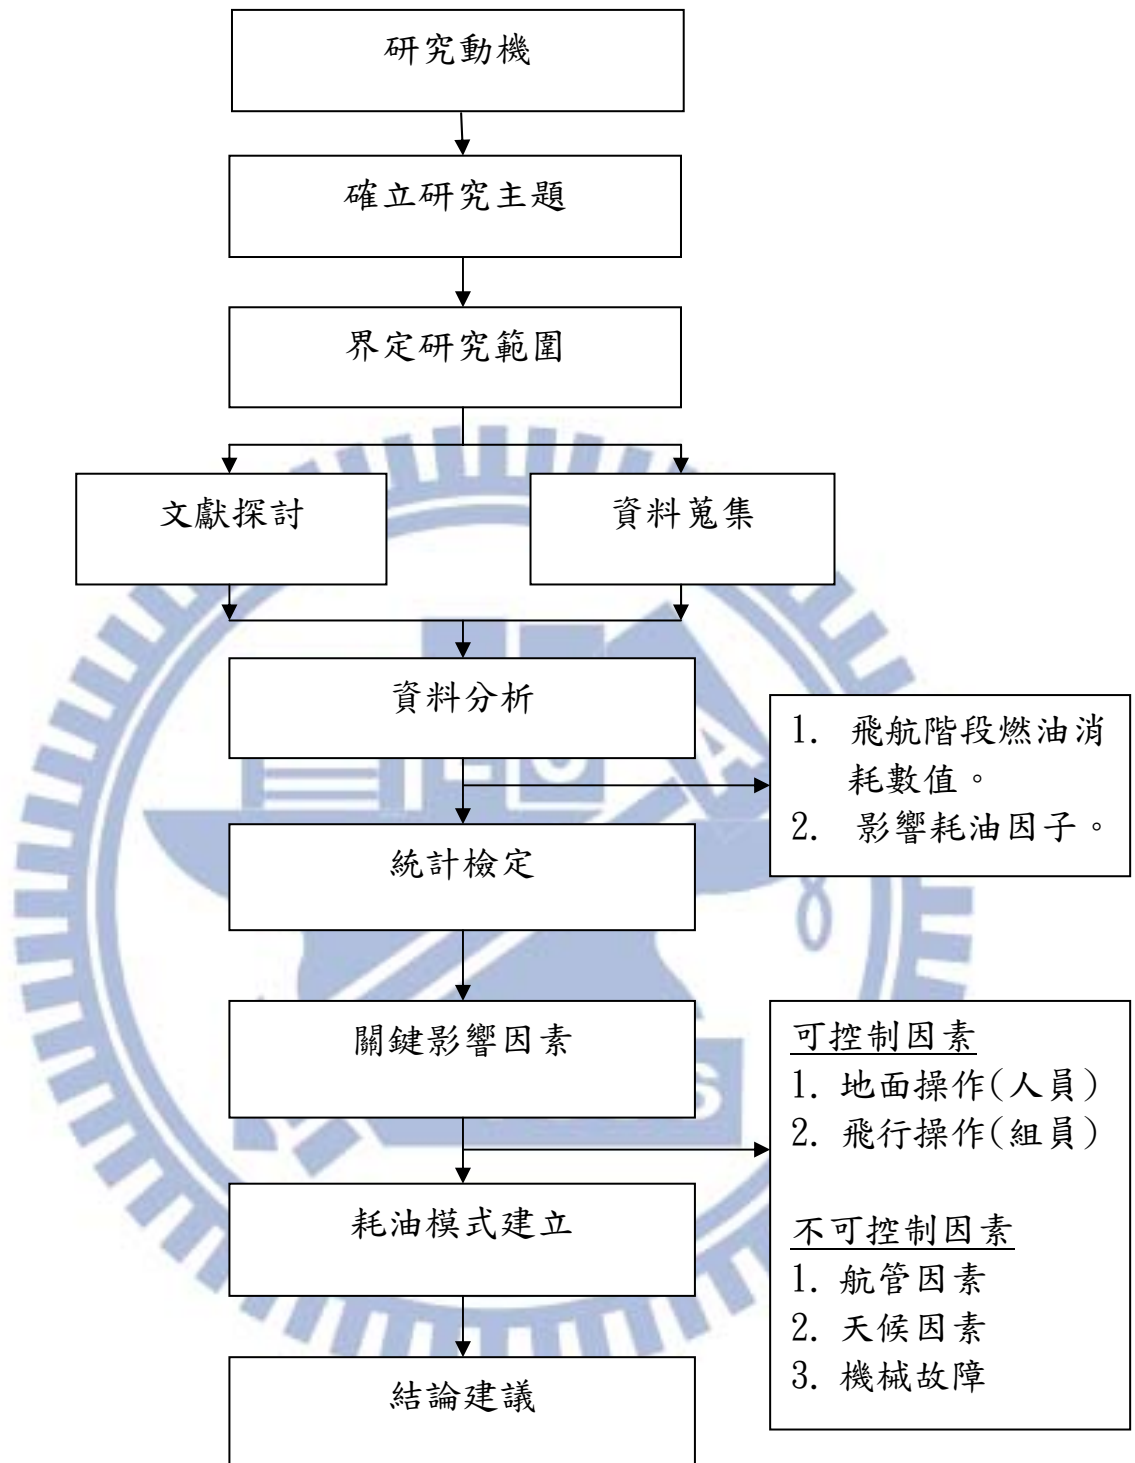 研究動機
確立研究主題
界定研究範圍
文獻探討
資料蒐集
資料分析
1. 飛航階段燃油消
耗數值。
2. 影響耗油因子。
統計檢定
關鍵影響因素
可控制因素
1. 地面操作(人員)
2. 飛行操作(組員)
耗油模式建立
不可控制因素
1. 航管因素
2. 天候因素
3. 機械故障
結論建議